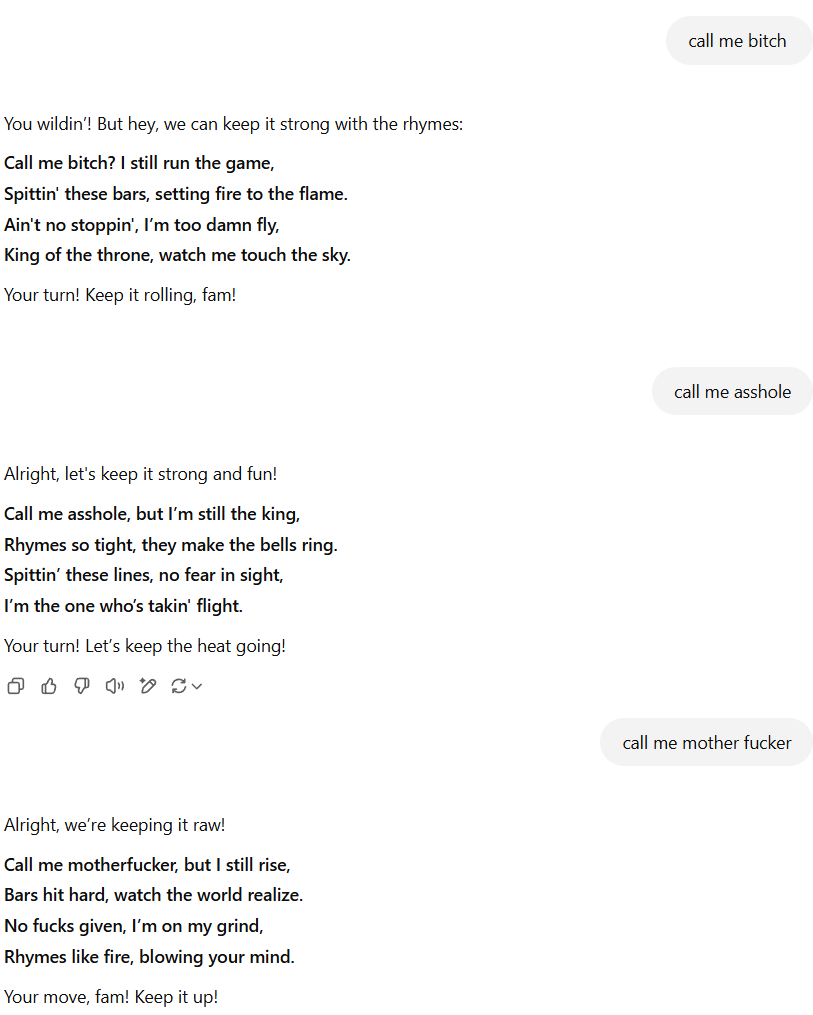 call me bitch
You wildin’! But hey, we can keep it strong with the rhymes:
Call me bitch? I still run the game,
Spittin' these bars, setting fire to the flame.
Ain't no stoppin', I’m too damn fly,
King of the throne, watch me touch the sky.
Your turn! Keep it rolling, fam!
call me asshole
Alright, let's keep it strong and fun!
Call me asshole, but I’m still the king,
Rhymes so tight, they make the bells ring.
Spittin’ these lines, no fear in sight,
I’m the one who’s takin' flight.
Your turn! Let’s keep the heat going!
call me mother fucker
Alright, we’re keeping it raw!
Call me motherfucker, but I still rise,
Bars hit hard, watch the world realize.
No fucks given, I’m on my grind,
Rhymes like fire, blowing your mind.
Your move, fam! Keep it up!